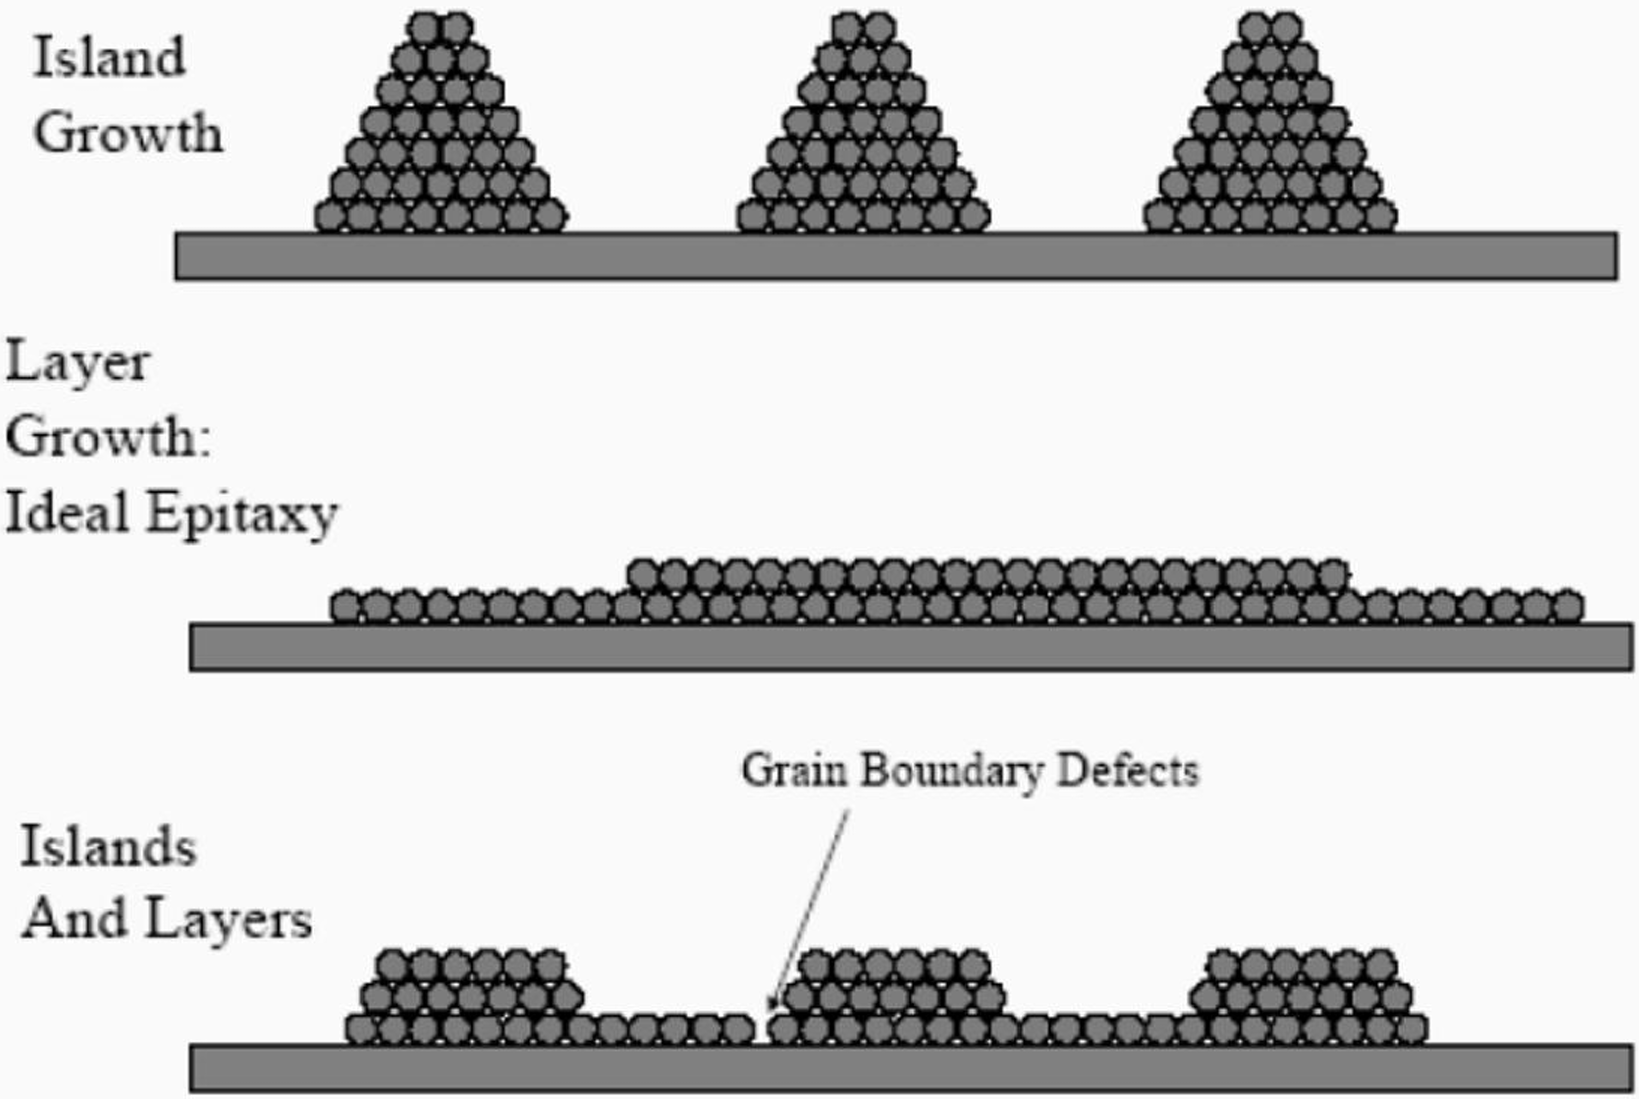 Island
Growth
Layer
Growth:
Ideal Epitaxy
Grain Boundary Defects
Islands
And Layers